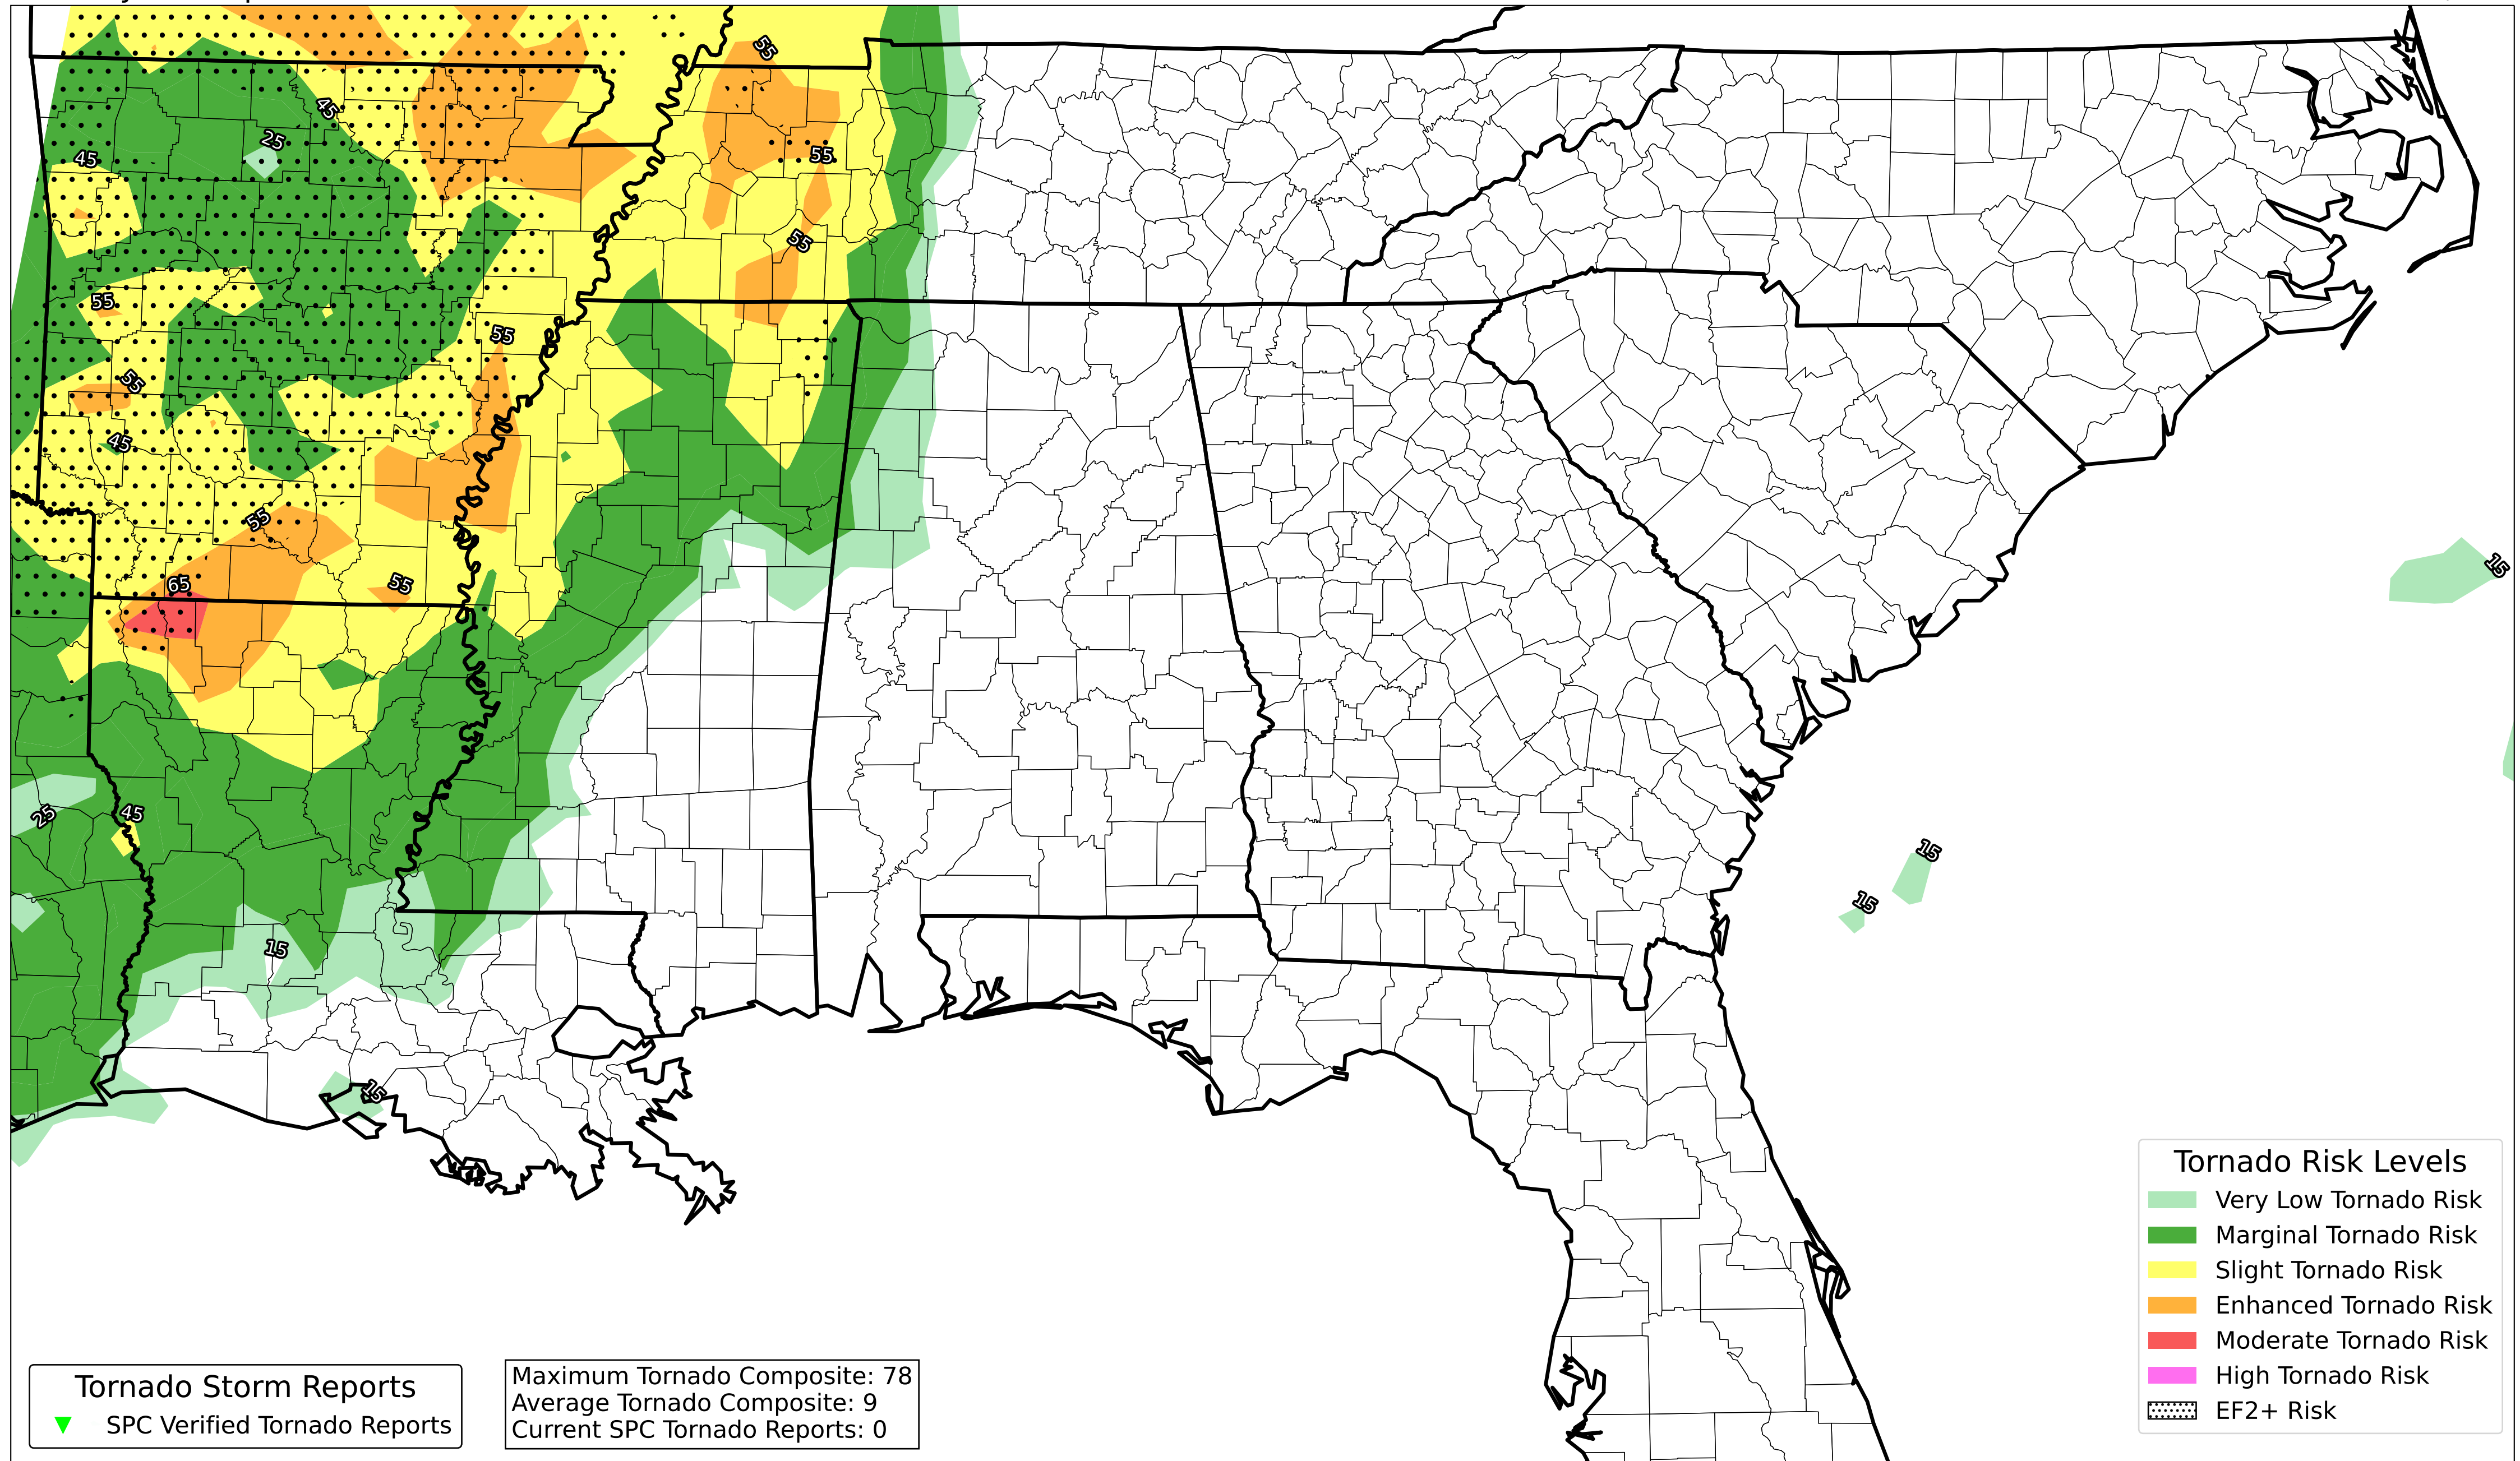 55
45
25
45
55
55
55
55
55
45
55
65
55
15
25
45
15
15
15
15
Tornado Risk Levels
Very Low Tornado Risk
Marginal Tornado Risk
Slight Tornado Risk
Enhanced Tornado Risk
Moderate Tornado Risk
High Tornado Risk
EF2+ Risk
Tornado Storm Reports
SPC Verified Tornado Reports
Maximum Tornado Composite: 78
Average Tornado Composite: 9
Current SPC Tornado Reports: 0